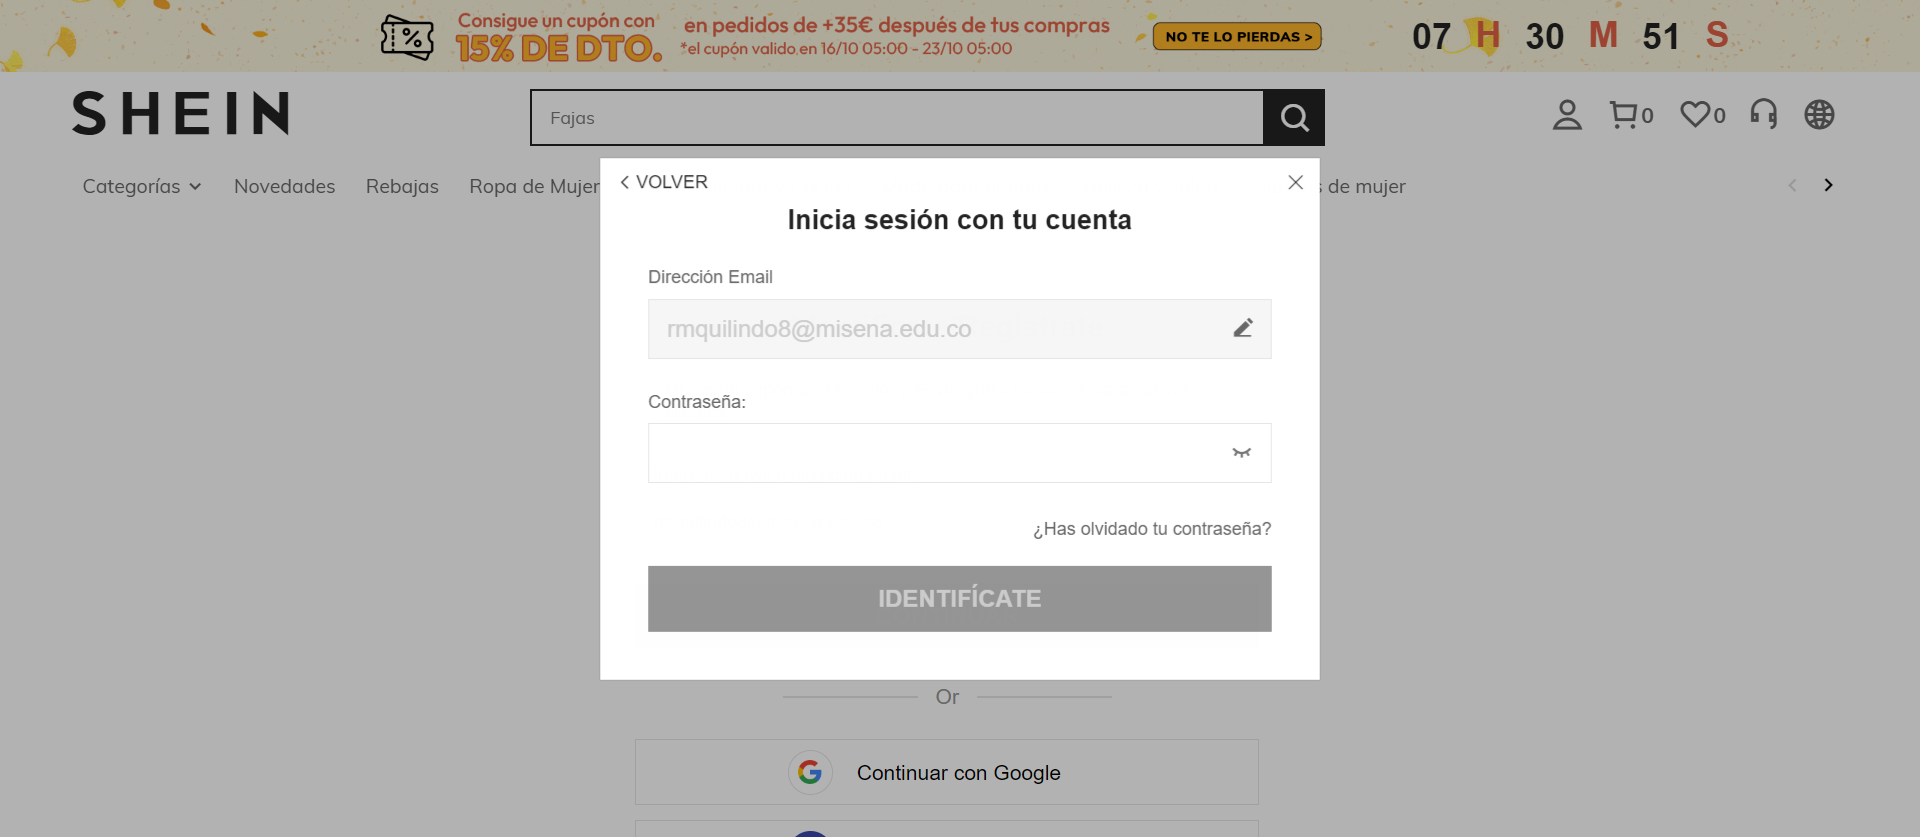 Consigue un cupón con
15% DE DTO.
en pedidos de +35€ después de tus compras
*el cupón valido en 16/10 05:00 - 23/10 05:00
NO TE LO PIERDAS >
07 H 30 M 51 S
SHEIN
Fajas
0
0
Categorías
Novedades
Rebajas
Ropa de Mujer
s de mujer
VOLVER
Inicia sesión con tu cuenta
Dirección Email
rmquilindo8@misena.edu.co
Contraseña:
¿Has olvidado tu contraseña?
IDENTIFÍCATE
Or
Continuar con Google